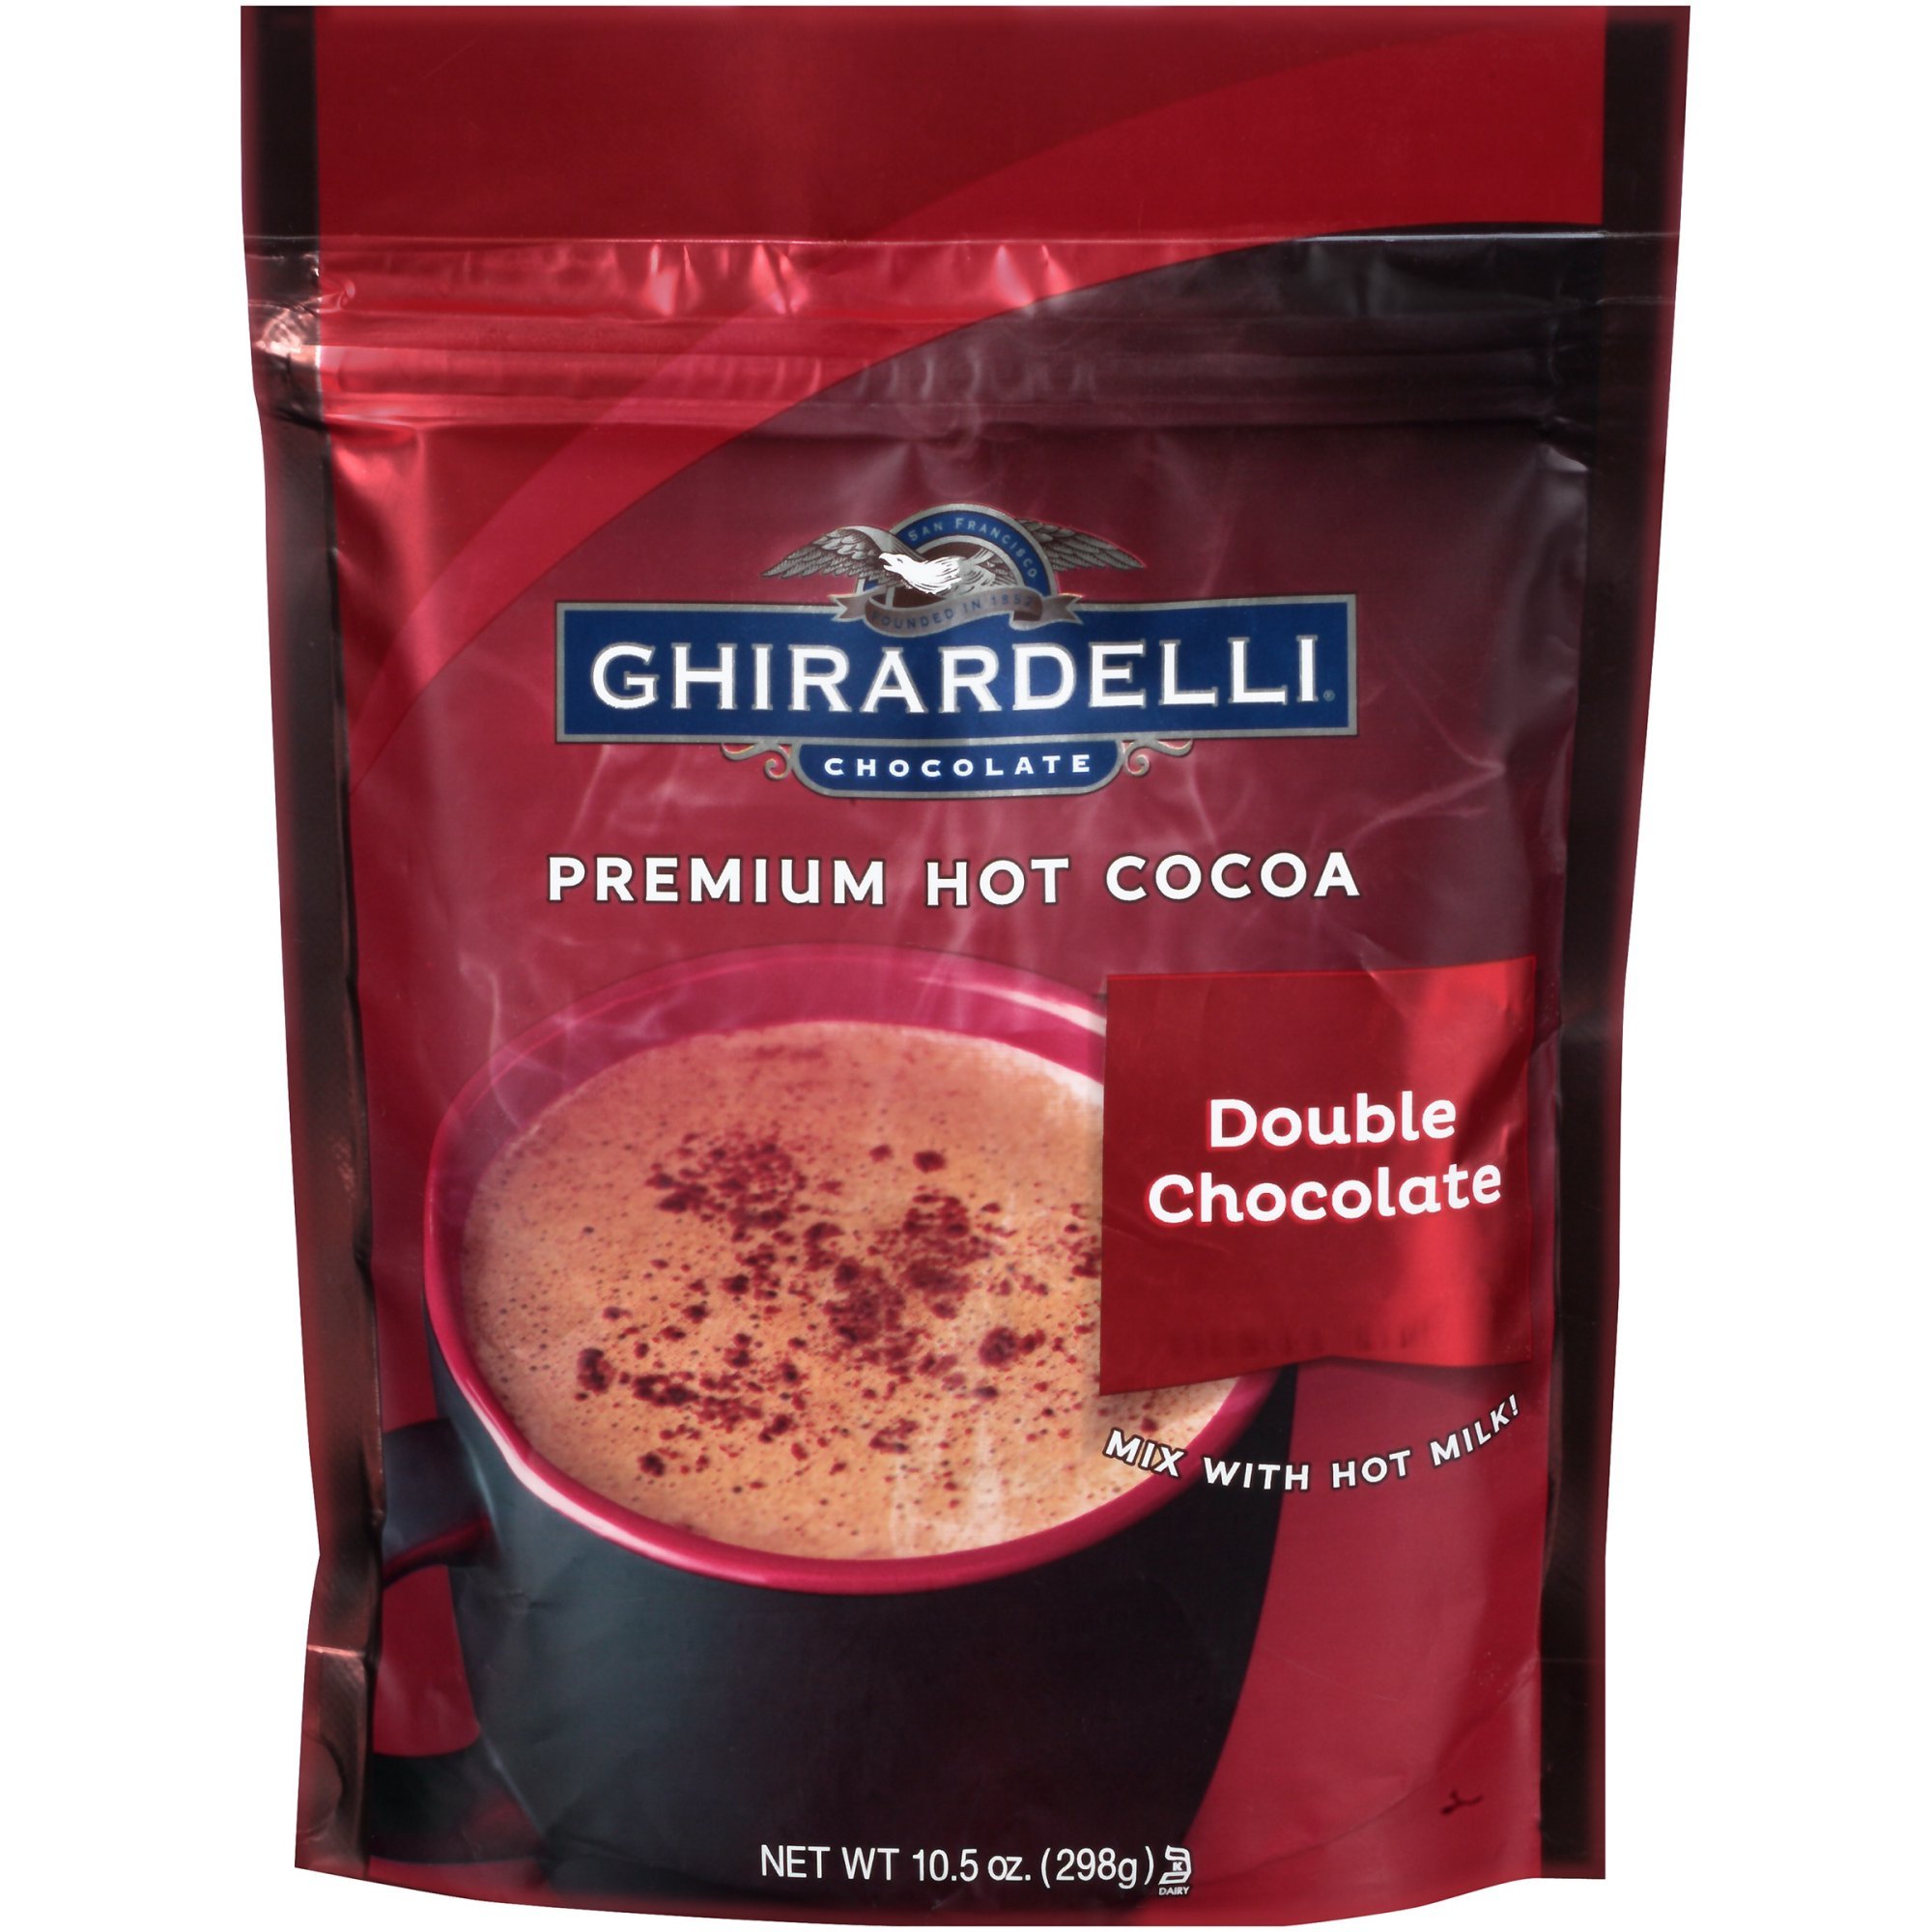 SAN FRANCISCO
FOUNDED IN 1852
GHIRARDELLI®
CHOCOLATE
PREMIUM HOT COCOA
Double
Chocolate
MIX WITH HOT MILK!
NET WT 10.5 oz. (298g)
K
DAIRY